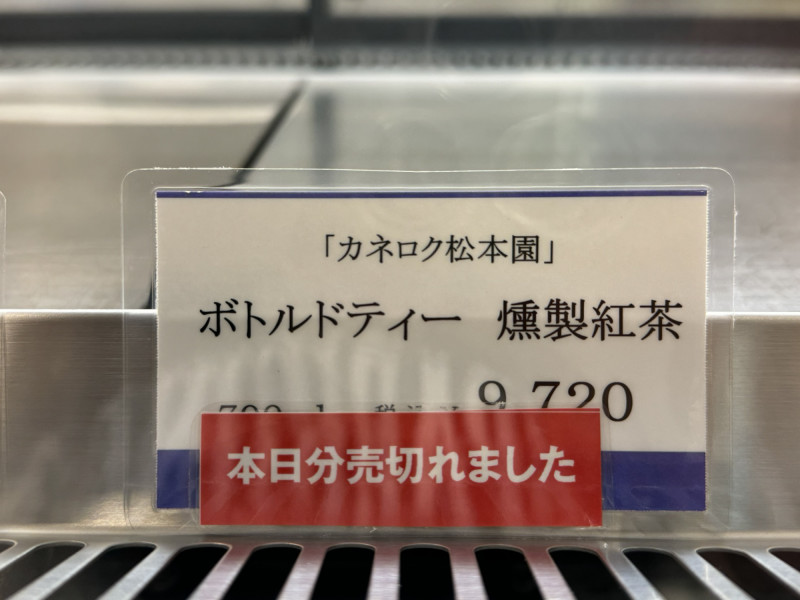 「カネロク松本園」
ボトルドティー　燻製紅茶
9,720
本日分売切れました